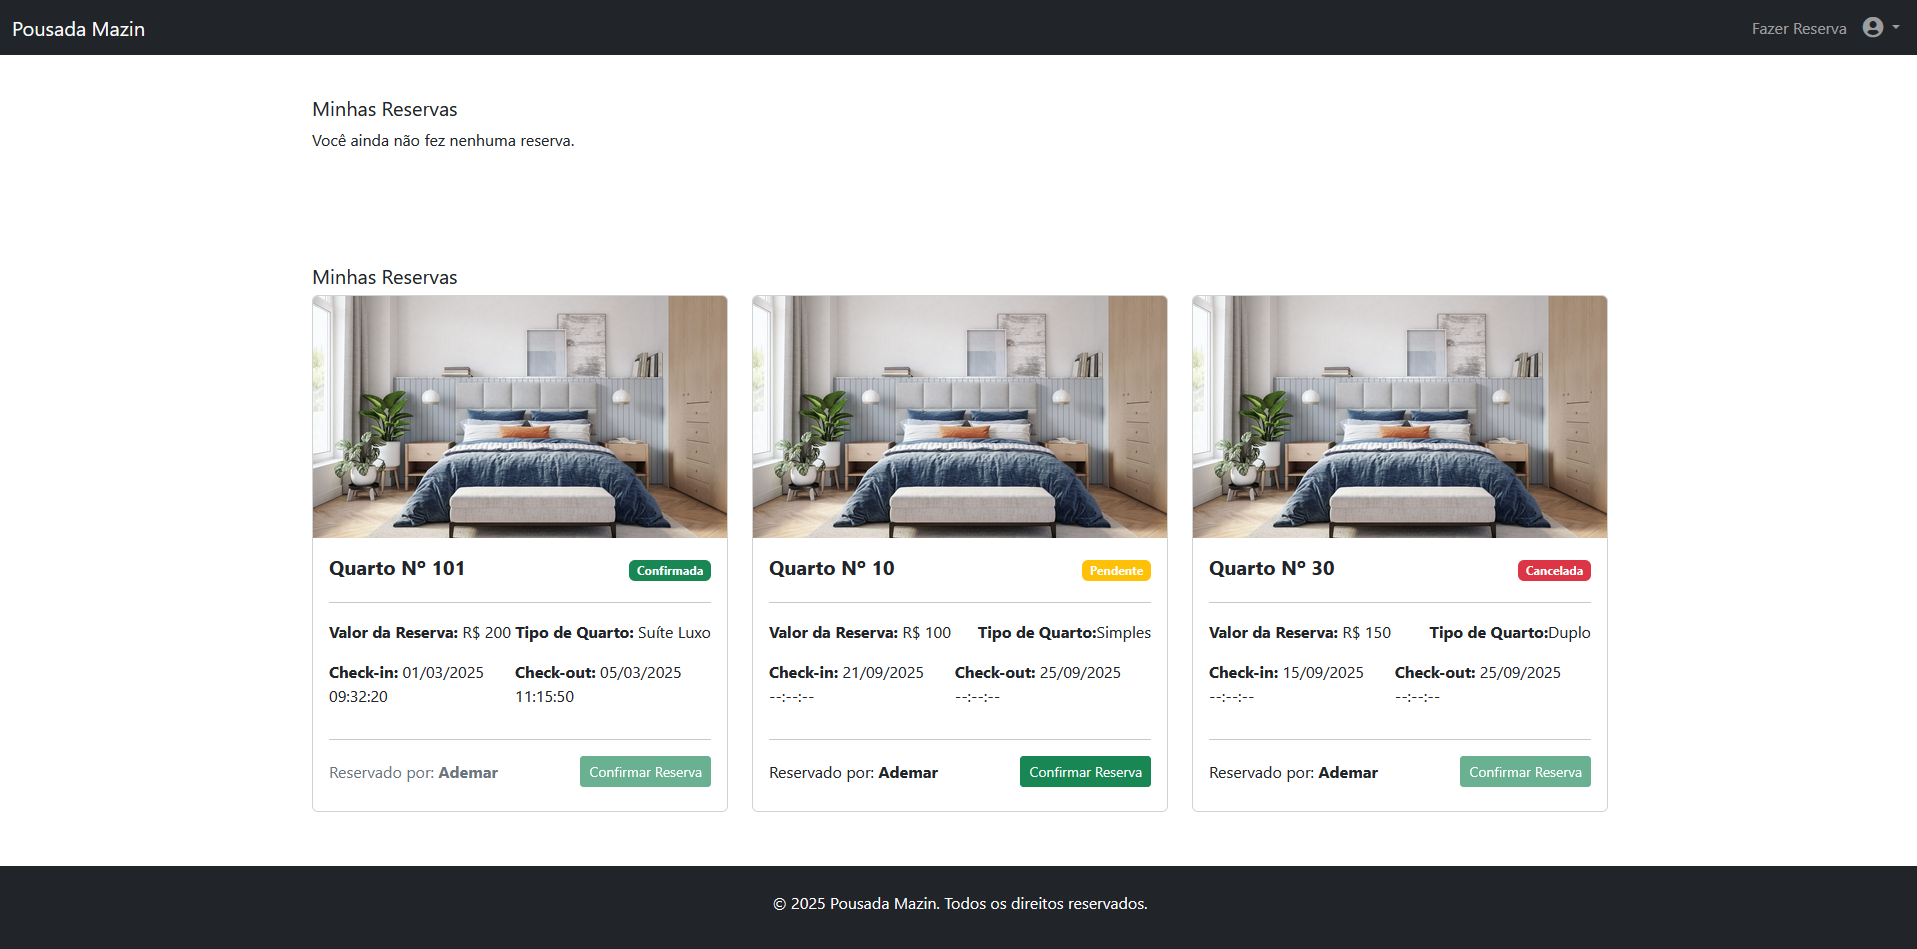 Pousada Mazin
Fazer Reserva
Minhas Reservas
Você ainda não fez nenhuma reserva.
Minhas Reservas
Quarto Nº 101
Confirmada
Valor da Reserva: R$ 200 Tipo de Quarto: Suíte Luxo
Check-in: 01/03/2025
09:32:20
Check-out: 05/03/2025
11:15:50
Reservado por: Ademar
Confirmar Reserva
Quarto Nº 10
Pendente
Valor da Reserva: R$ 100 Tipo de Quarto:Simples
Check-in: 21/09/2025
--:--:--
Check-out: 25/09/2025
--:--:--
Reservado por: Ademar
Confirmar Reserva
Quarto Nº 30
Cancelada
Valor da Reserva: R$ 150 Tipo de Quarto:Duplo
Check-in: 15/09/2025
--:--:--
Check-out: 25/09/2025
--:--:--
Reservado por: Ademar
Confirmar Reserva
© 2025 Pousada Mazin. Todos os direitos reservados.